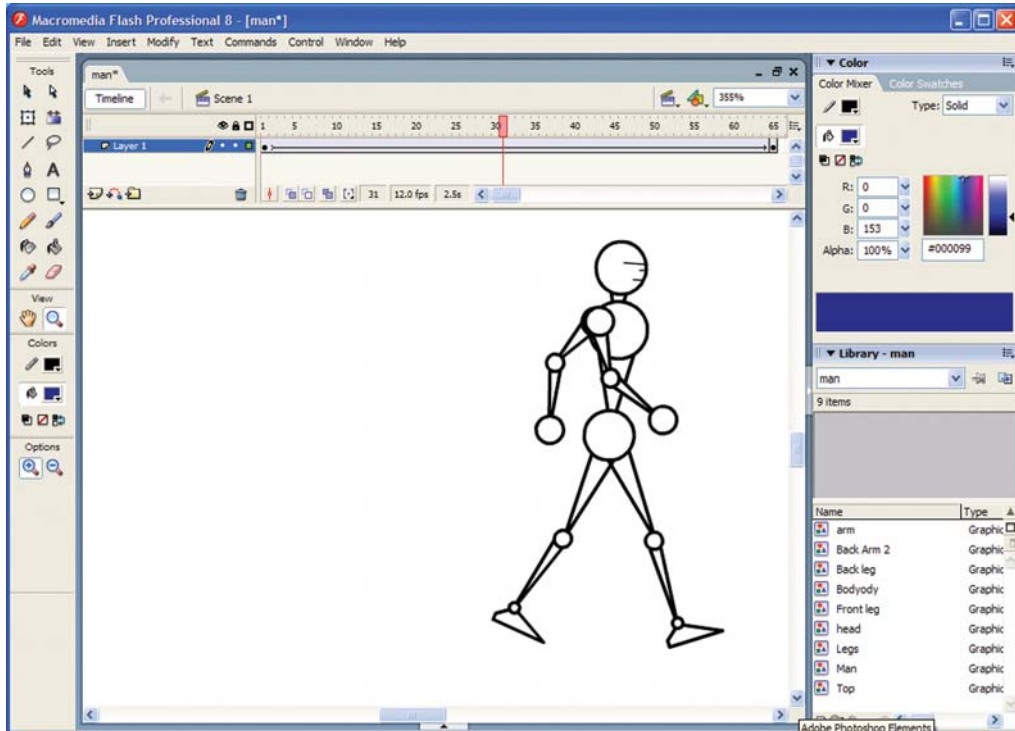 Macromedia Flash Professional 8 - [man*]
File Edit View Insert Modify Text Commands Control Window Help
Tools
View
Colors
Options
man*
Timeline
Scene 1
355%
1 5 10 15 20 25 30 35 40 45 50 55 60 65
Layer 1
31 12.0 fps 2.5s
Color
Color Mixer Color Swatches
Type: Solid
R: 0
G: 0
B: 153
Alpha: 100% #000099
Library - man
man
9 items
Name Type
arm Graphic
Back Arm 2 Graphic
Back leg Graphic
Bodyody Graphic
Front leg Graphic
head Graphic
Legs Graphic
Man Graphic
Top Graphic
Adobe Photoshop Elements